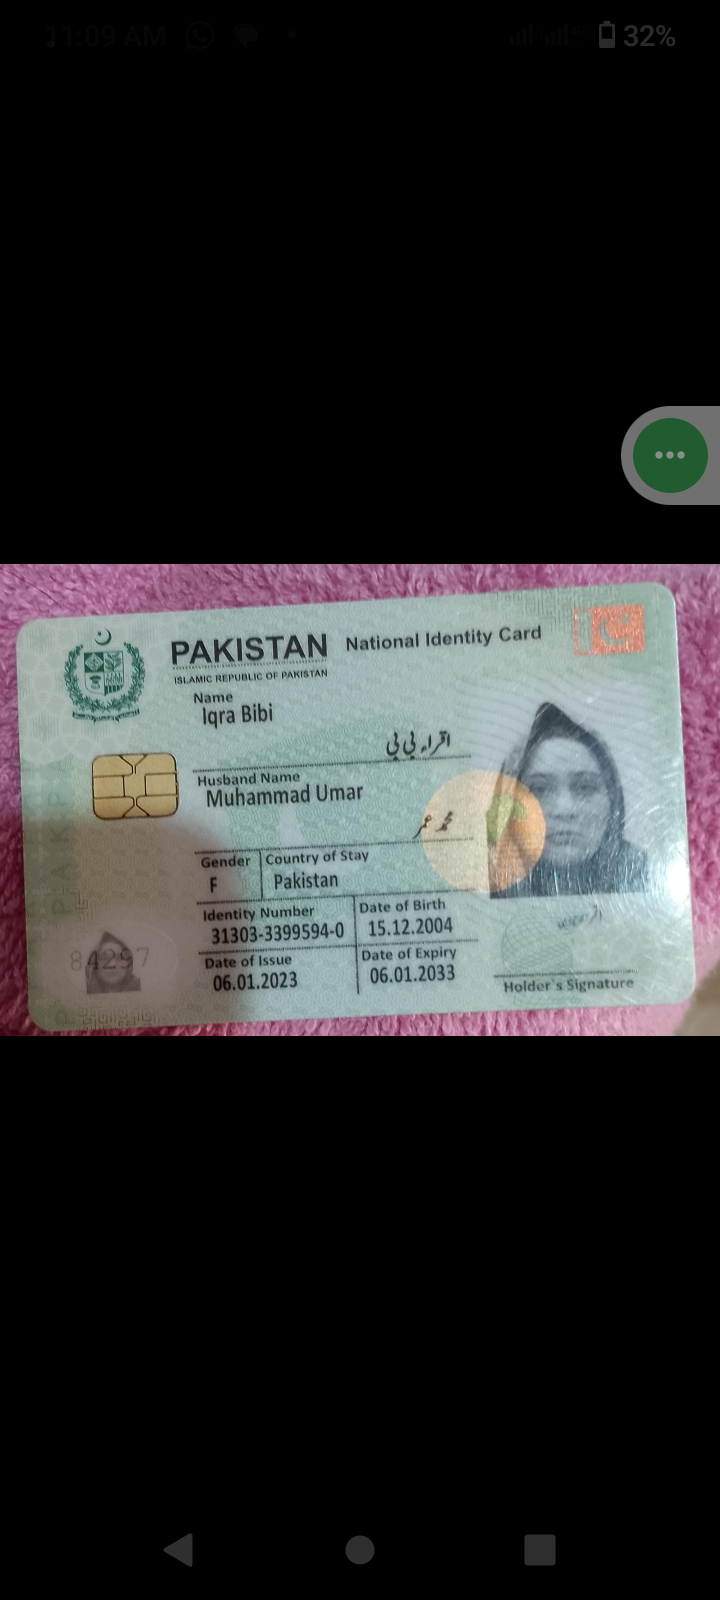 11:09 AM
32%
PAKISTAN National Identity Card
ISLAMIC REPUBLIC OF PAKISTAN
Name
Iqra Bibi
اقراء بی بی
Husband Name
Muhammad Umar
محمد عمر
Gender Country of Stay
F Pakistan
Identity Number Date of Birth
31303-3399594-0 15.12.2004
Date of Issue Date of Expiry
06.01.2023 06.01.2033
84297
Holder`s Signature